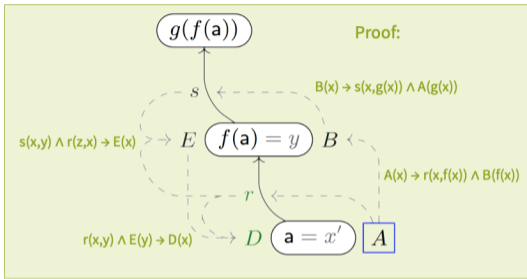 g(f(a))
Proof:
s
B(x) → s(x,g(x)) ∧ A(g(x))
s(x,y) ∧ r(z,x) → E(x)
E f(a) = y B
A(x) → r(x,f(x)) ∧ B(f(x))
r
r(x,y) ∧ E(y) → D(x)
D a = x′ A